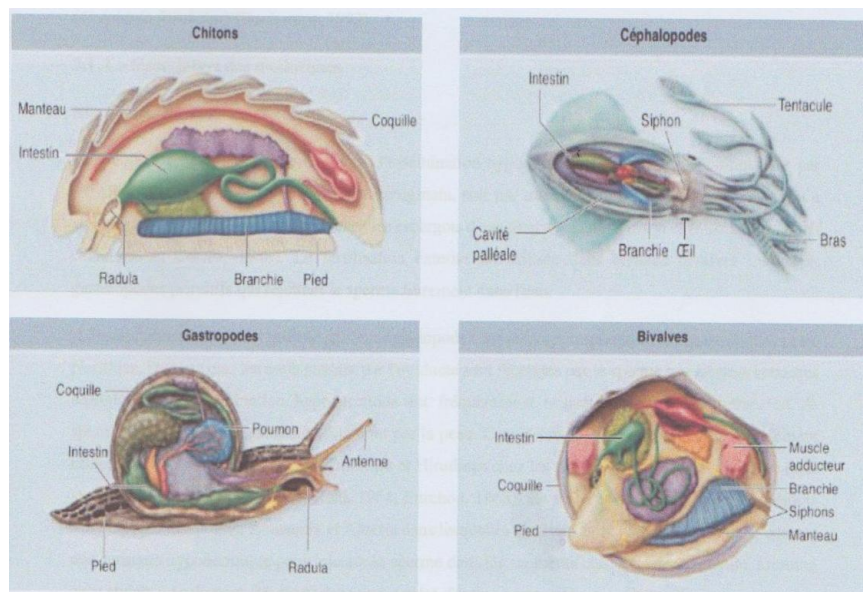 Chitons
Manteau
Coquille
Intestin
Radula
Branchie
Pied
Céphalopodes
Intestin
Siphon
Tentacule
Cavité
palléale
Branchie
Œil
Bras
Gastropodes
Coquille
Poumon
Intestin
Antenne
Pied
Radula
Bivalves
Intestin
Muscle
adducteur
Coquille
Branchie
Siphons
Pied
Manteau